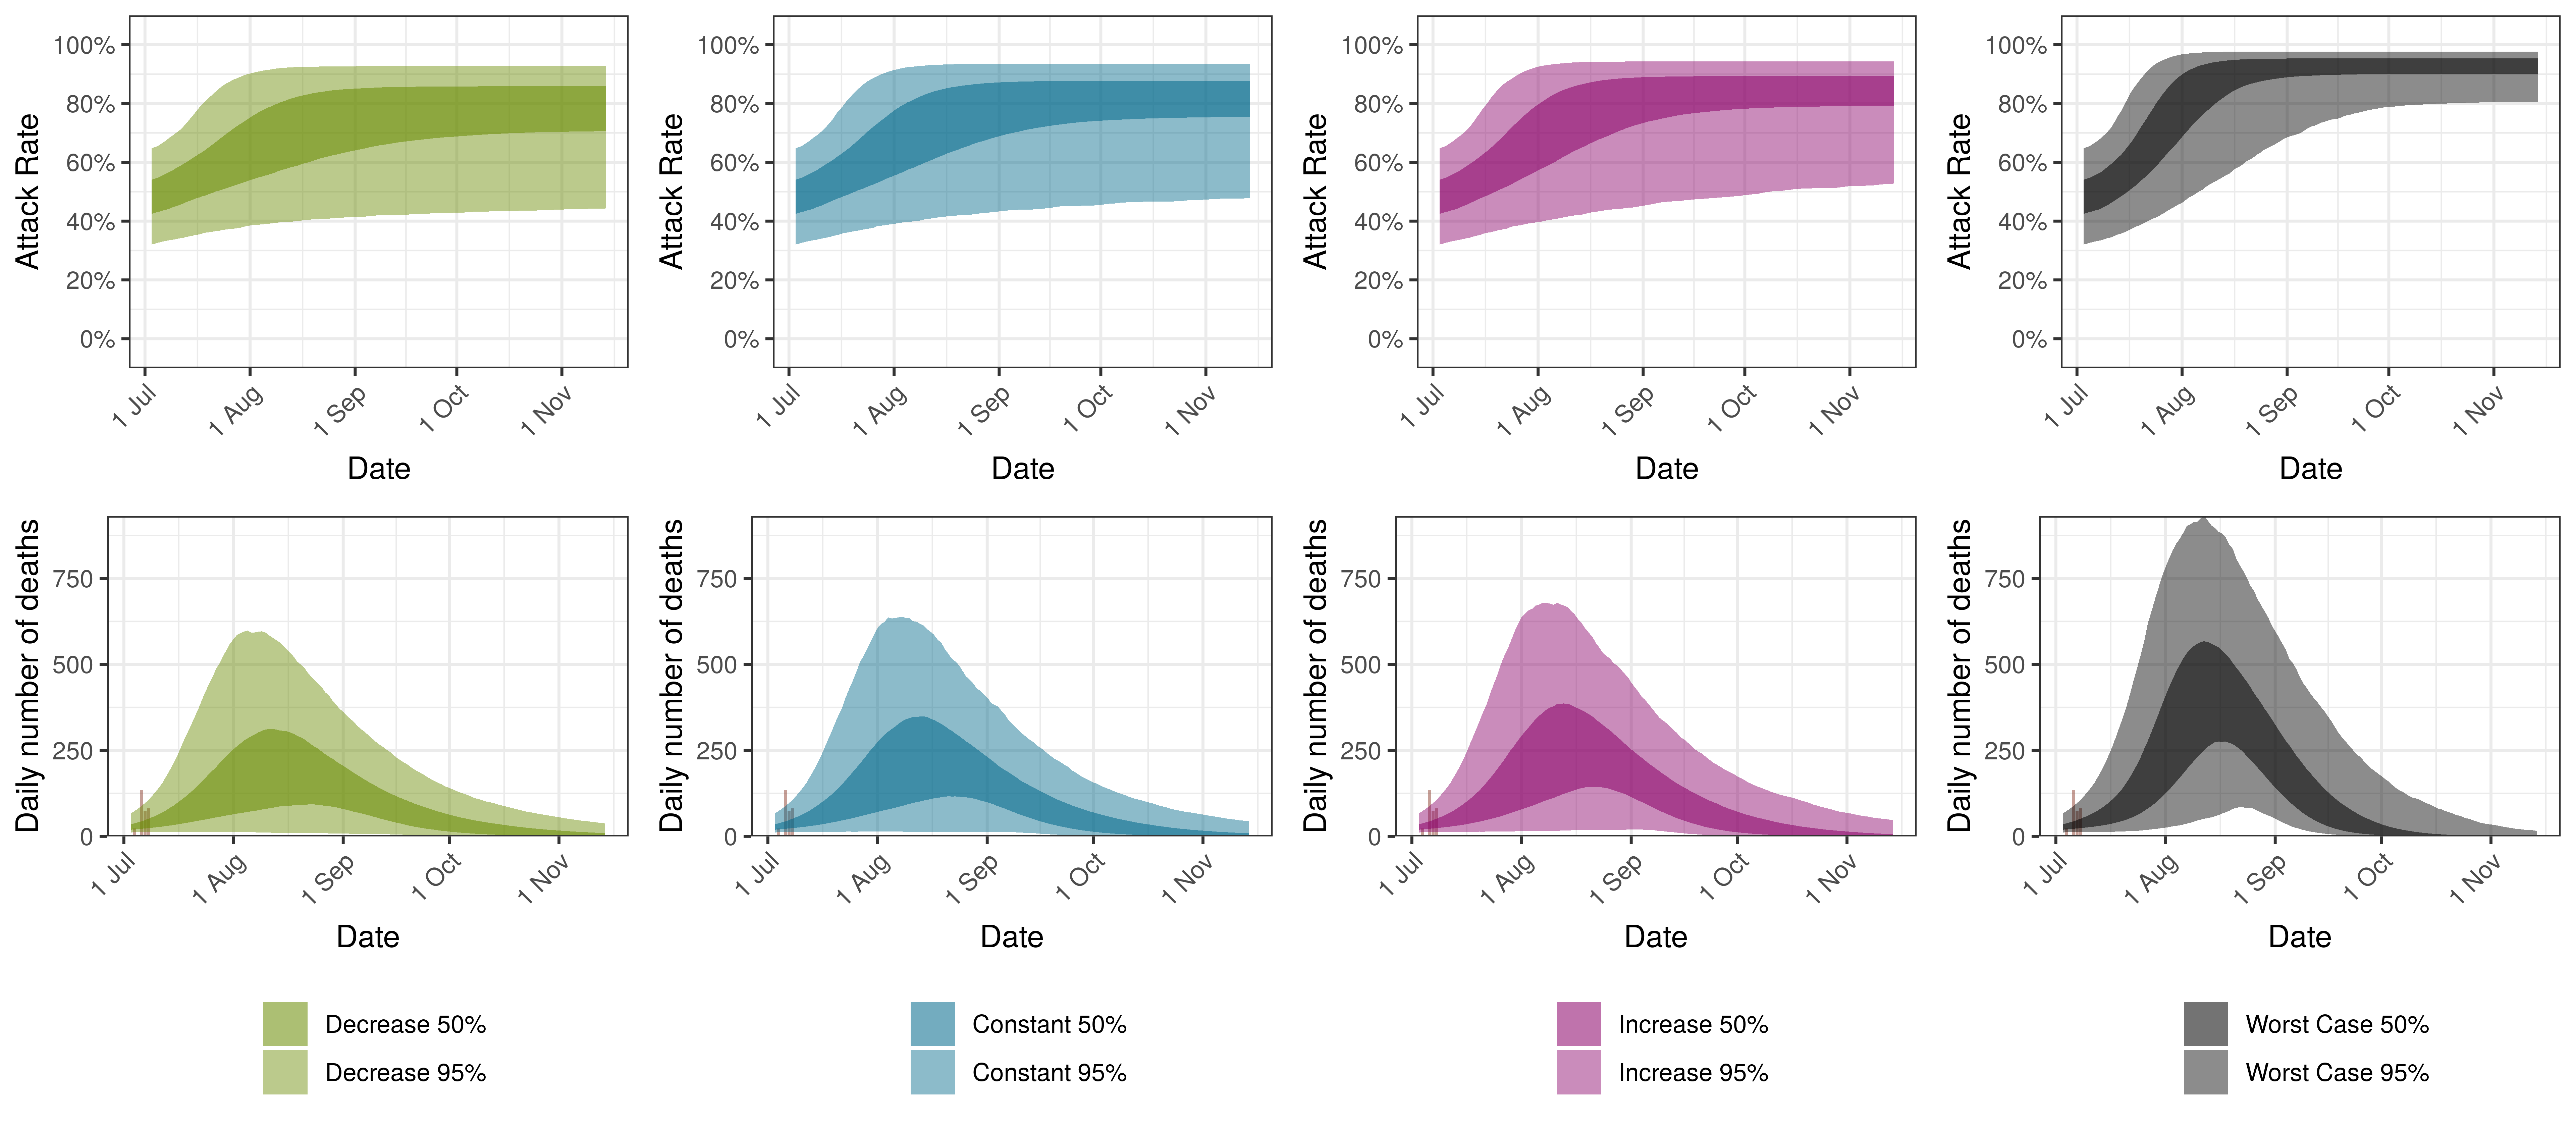 Attack Rate
100%
80%
60%
40%
20%
0%
1 Jul
1 Aug
1 Sep
1 Oct
1 Nov
Date
Attack Rate
100%
80%
60%
40%
20%
0%
1 Jul
1 Aug
1 Sep
1 Oct
1 Nov
Date
Attack Rate
100%
80%
60%
40%
20%
0%
1 Jul
1 Aug
1 Sep
1 Oct
1 Nov
Date
Attack Rate
100%
80%
60%
40%
20%
0%
1 Jul
1 Aug
1 Sep
1 Oct
1 Nov
Date
Daily number of deaths
750
500
250
0
1 Jul
1 Aug
1 Sep
1 Oct
1 Nov
Date
Daily number of deaths
750
500
250
0
1 Jul
1 Aug
1 Sep
1 Oct
1 Nov
Date
Daily number of deaths
750
500
250
0
1 Jul
1 Aug
1 Sep
1 Oct
1 Nov
Date
Daily number of deaths
750
500
250
0
1 Jul
1 Aug
1 Sep
1 Oct
1 Nov
Date
Decrease 50%
Decrease 95%
Constant 50%
Constant 95%
Increase 50%
Increase 95%
Worst Case 50%
Worst Case 95%